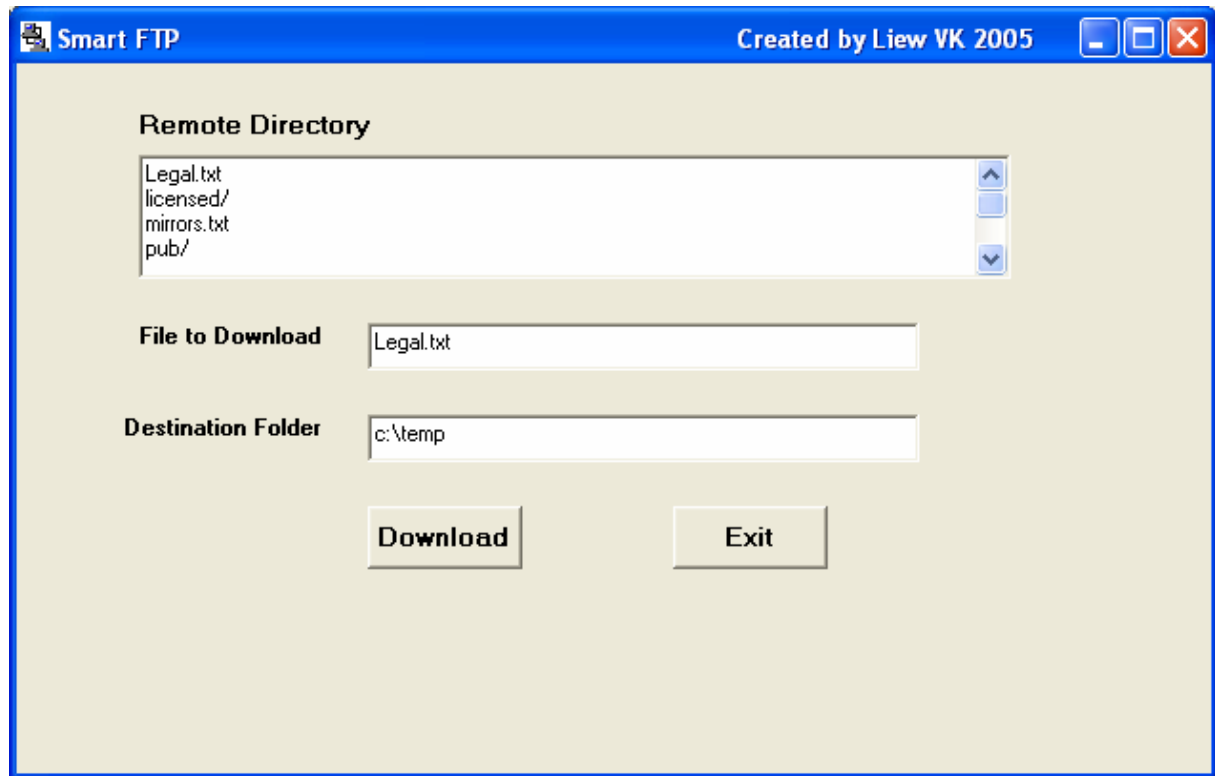 Smart FTP Created by Liew VK 2005
Remote Directory
Legal.txt
licensed/
mirrors.txt
pub/
File to Download Legal.txt
Destination Folder c:\temp
Download Exit